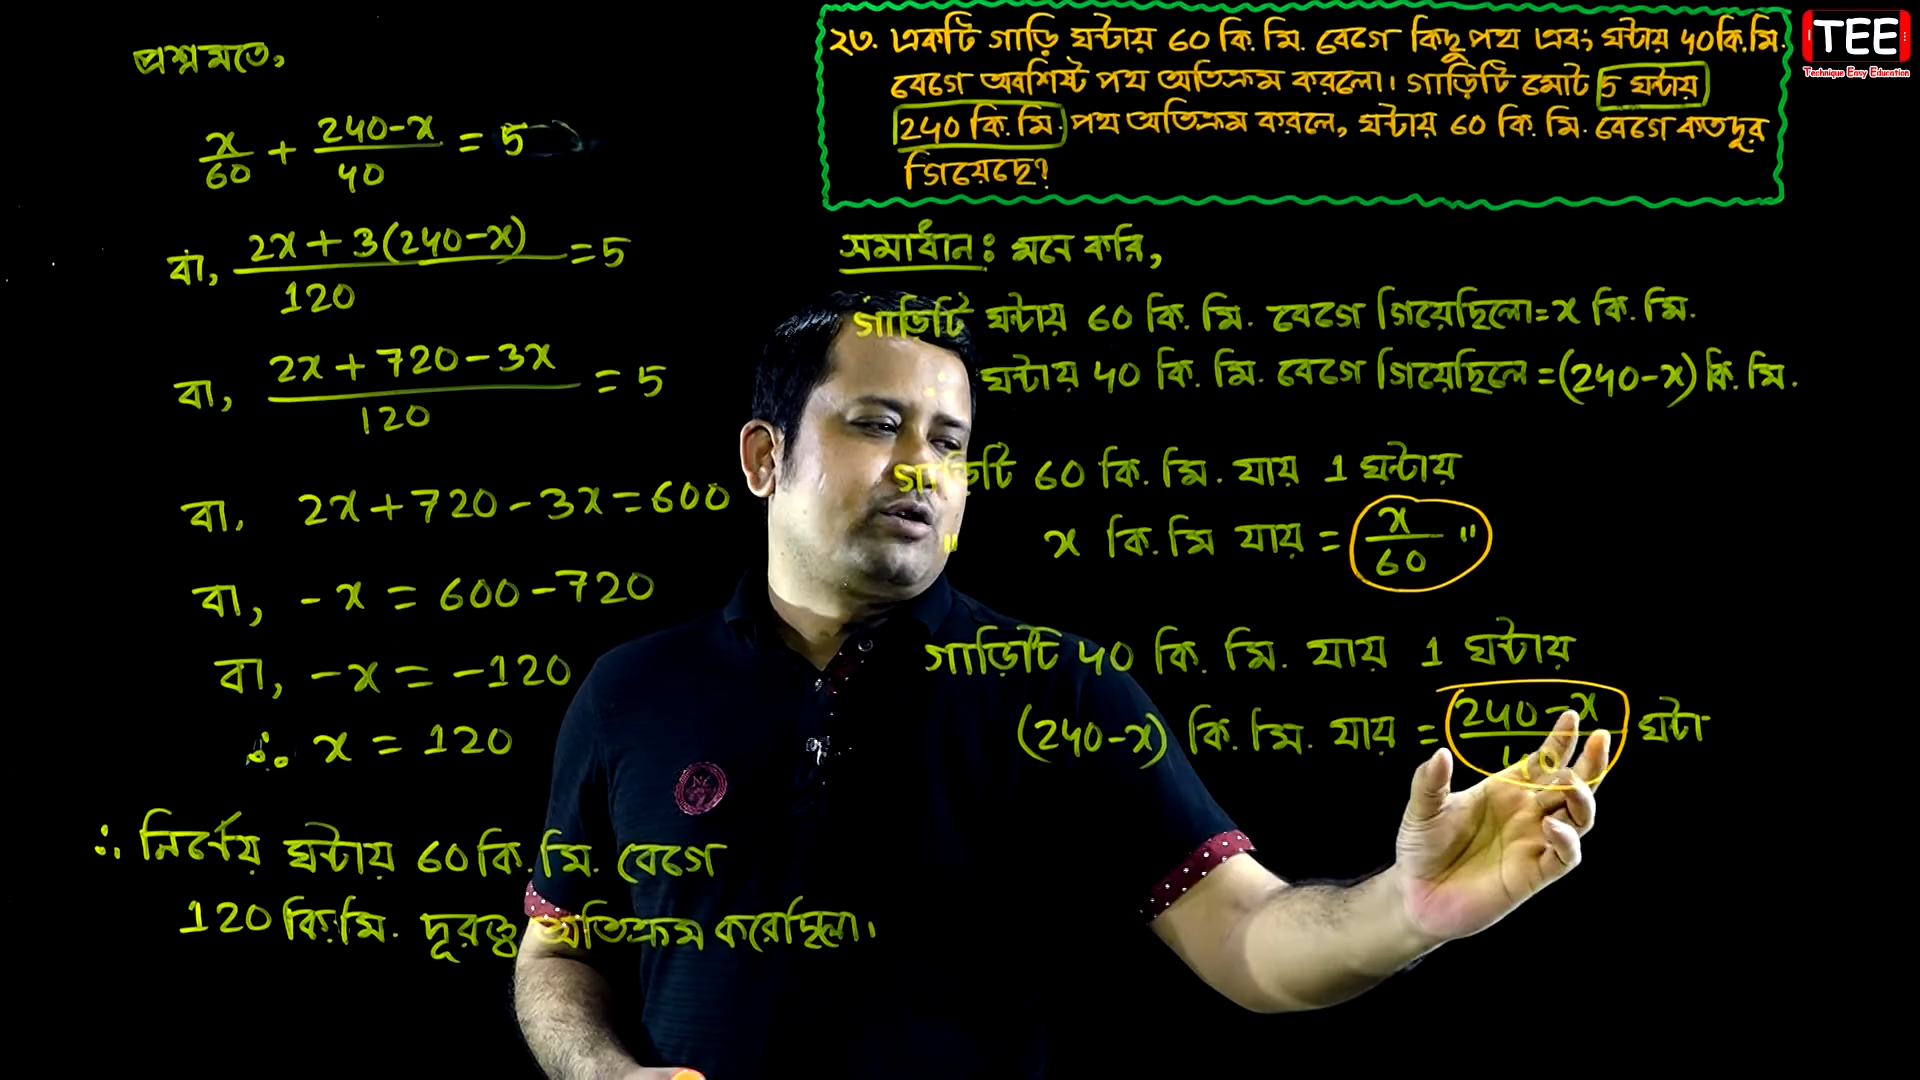 ২৩. একটি গাড়ি ঘন্টায় 60 কি.মি. বেগে কিছু পথ এবং ঘন্টায় 40 কি.মি.
বেগে অবশিষ্ট পথ অতিক্রম করলো। গাড়িটি মোট 5 ঘন্টায়
240 কি.মি. পথ অতিক্রম করলে, ঘন্টায় 60 কি.মি. বেগে কতদূর
গিয়েছে?
TEE
Technique Easy Education
সমাধান: মনে করি,
গাড়িটি ঘন্টায় 60 কি.মি. বেগে গিয়েছিলো = x কি.মি.
ঘন্টায় 40 কি.মি. বেগে গিয়েছিলে = (240-x) কি.মি.
গাড়িটি 60 কি.মি. যায় 1 ঘন্টায়
" x কি.মি যায় = x/60 "
গাড়িটি 40 কি.মি. যায় 1 ঘন্টায়
(240-x) কি.মি. যায় = (240-x)/40 ঘন্টা
প্রশ্নমতে,
x/60 + (240-x)/40 = 5
বা, (2x+3(240-x))/120 = 5
বা, (2x+720-3x)/120 = 5
বা, 2x+720-3x=600
বা, -x = 600-720
বা, -x = -120
∴ x = 120
∴ নির্ণেয় ঘন্টায় 60 কি.মি. বেগে
120 কি.মি. দূরত্ব অতিক্রম করেছিলো।